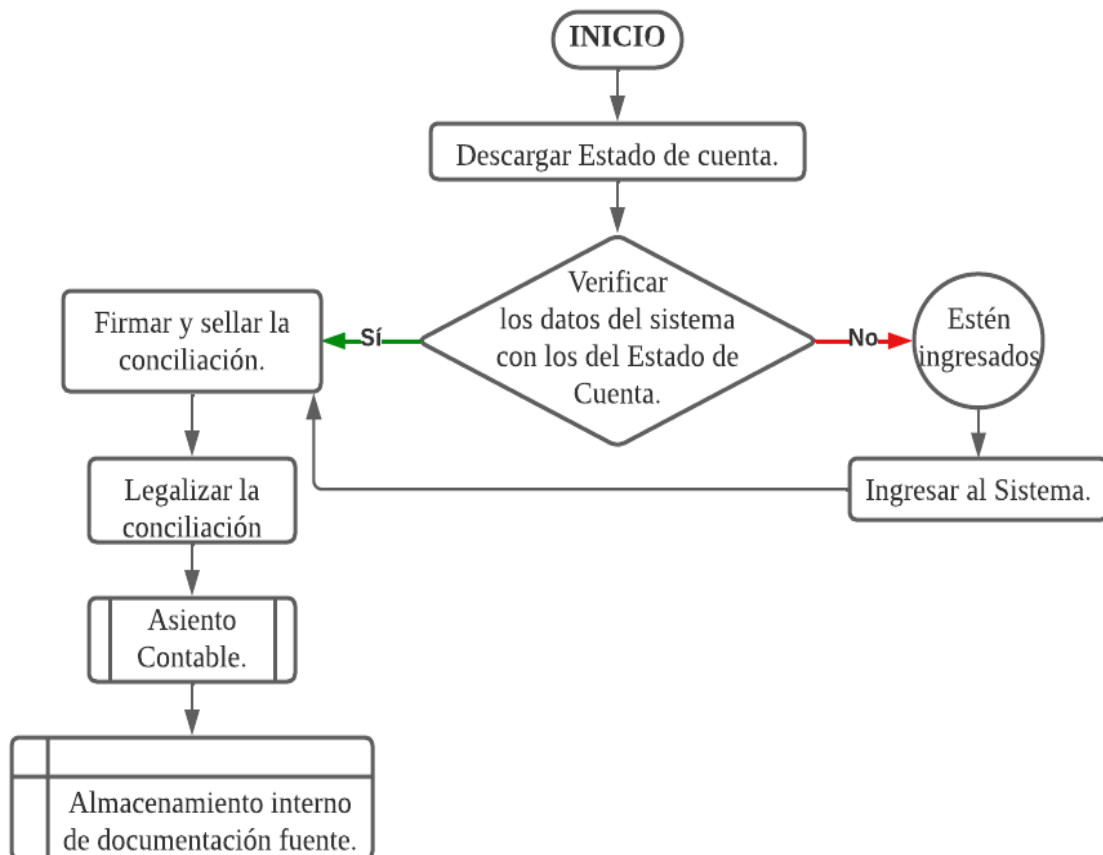 INICIO
Descargar Estado de cuenta.
Verificar
los datos del sistema
con los del Estado de
Cuenta.
Sí
No
Firmar y sellar la
conciliación.
Estén
ingresados
Legalizar la
conciliación
Ingresar al Sistema.
Asiento
Contable.
Almacenamiento interno
de documentación fuente.